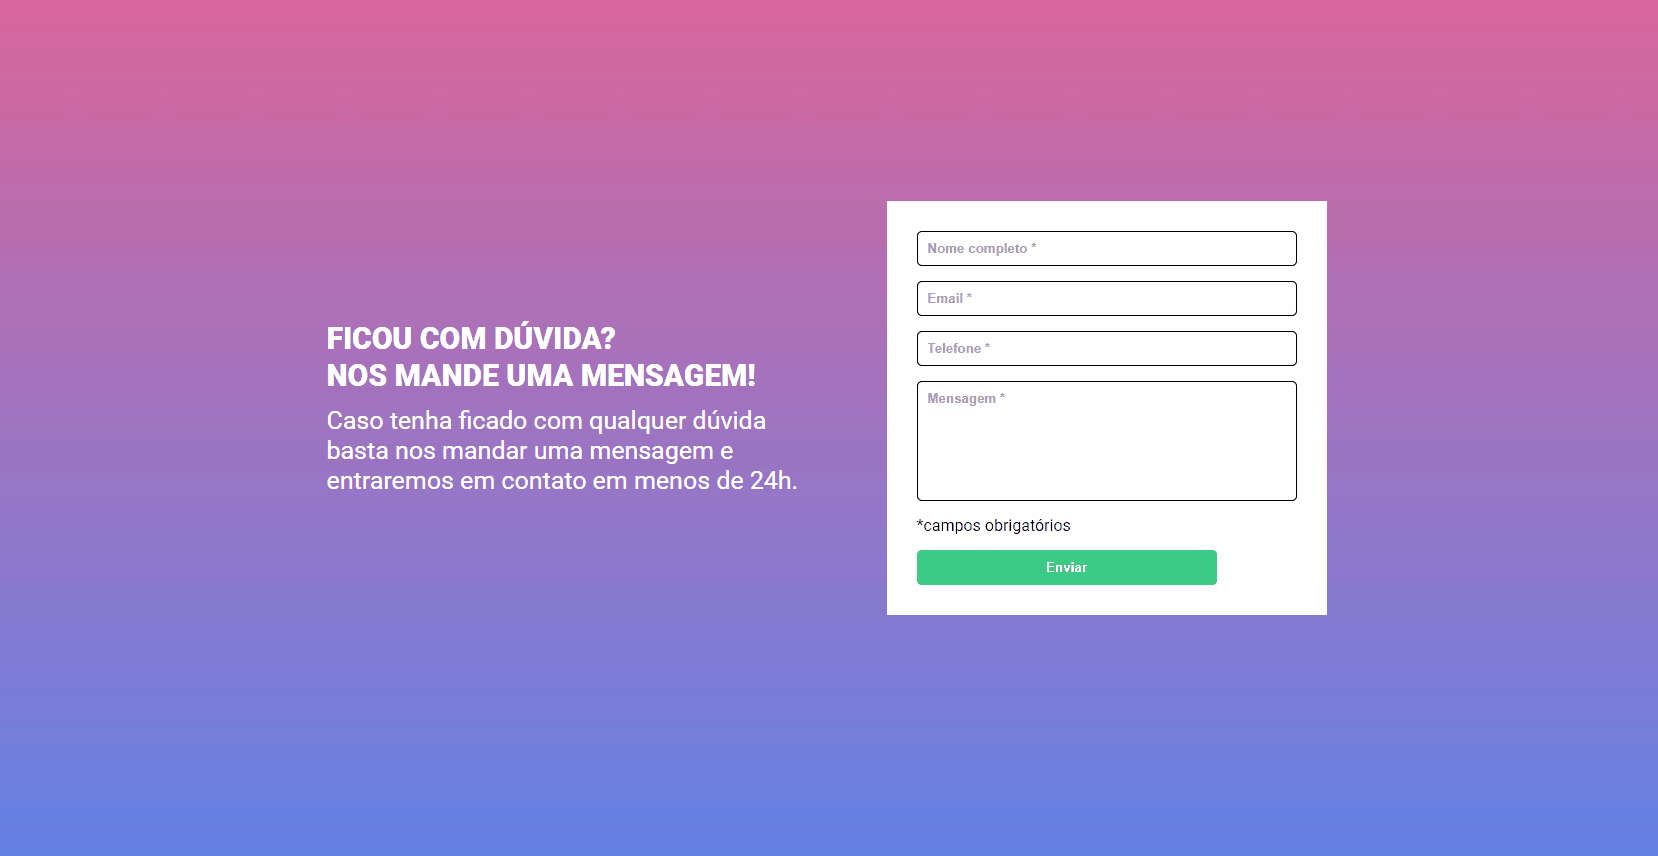 FICOU COM DÚVIDA?
NOS MANDE UMA MENSAGEM!
Caso tenha ficado com qualquer dúvida
basta nos mandar uma mensagem e
entraremos em contato em menos de 24h.
Nome completo *
Email *
Telefone *
Mensagem *
*campos obrigatórios
Enviar